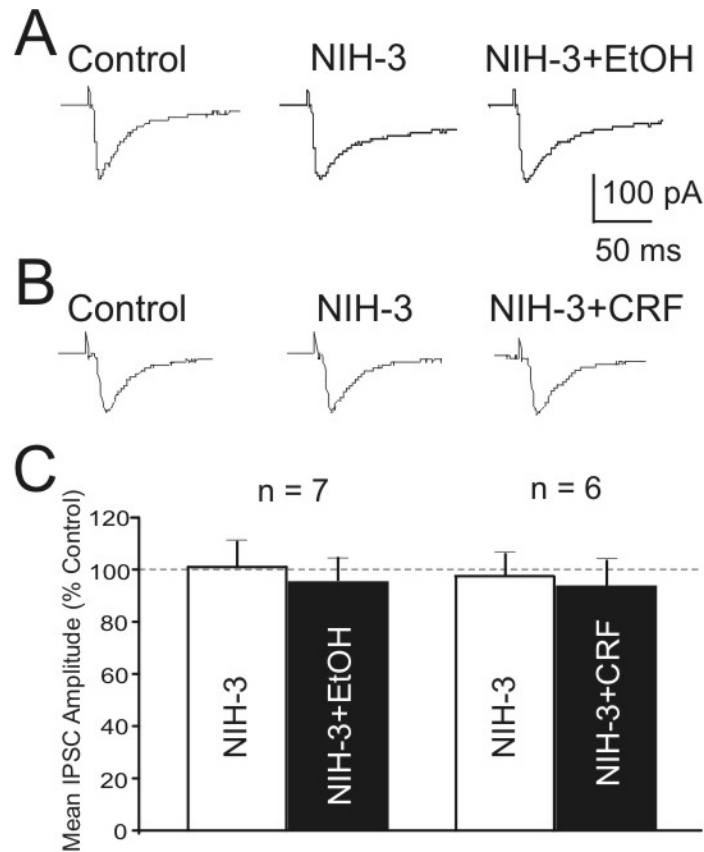 A
Control NIH-3 NIH-3+EtOH
100 pA
50 ms
B
Control NIH-3 NIH-3+CRF
C
n = 7 n = 6
Mean IPSC Amplitude (% Control)
120
100
80
60
40
20
0
NIH-3
NIH-3+EtOH
NIH-3
NIH-3+CRF